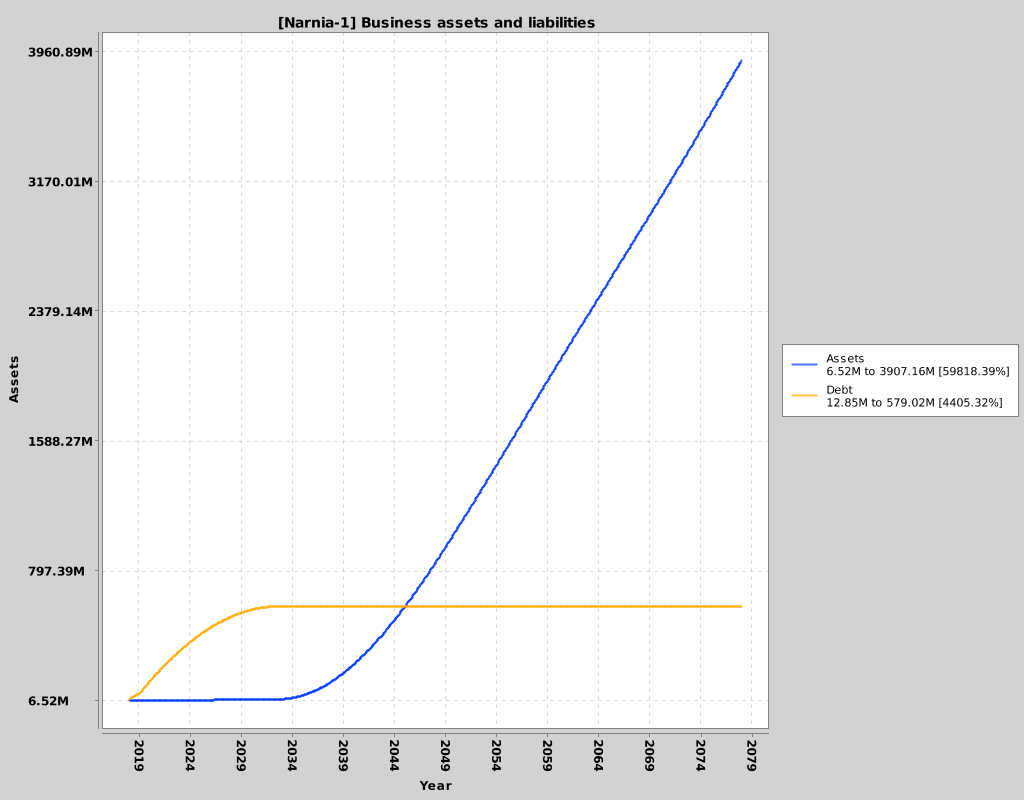 [Narnia-1] Business assets and liabilities
3960.89M
3170.01M
2379.14M
1588.27M
797.39M
6.52M
Assets
2019
2024
2029
2034
2039
2044
2049
2054
2059
2064
2069
2074
2079
Year
Assets
6.52M to 3907.16M [59818.39%]
Debt
12.85M to 579.02M [4405.32%]